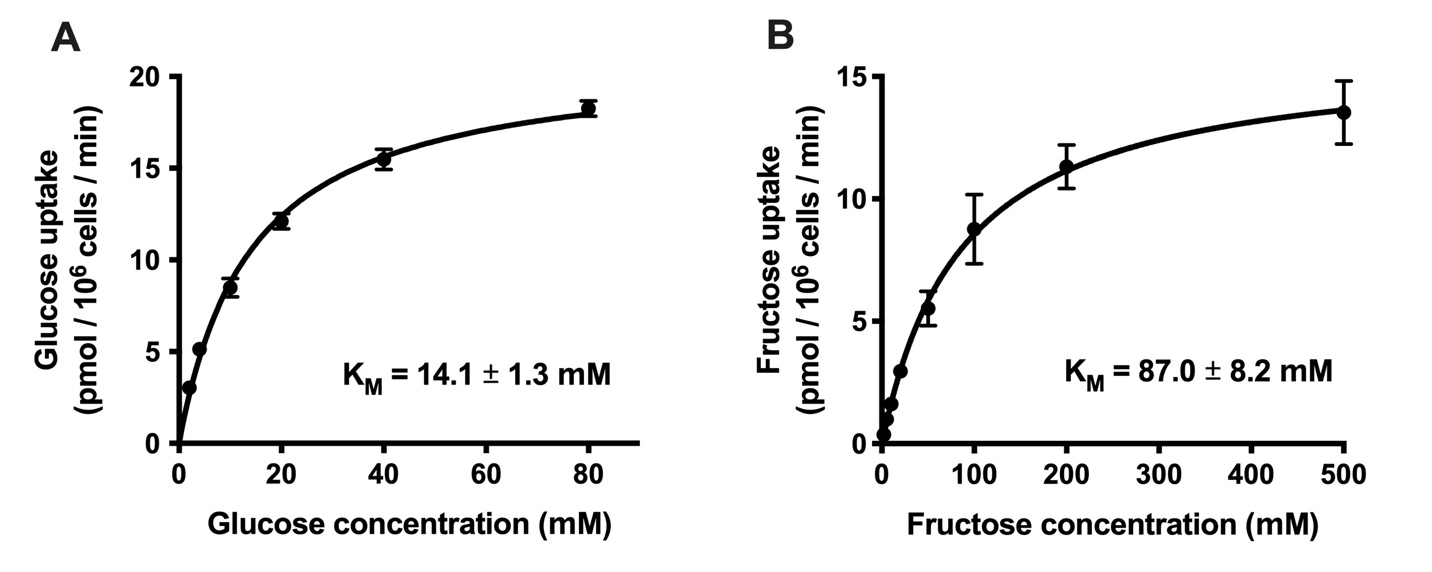 A
Glucose uptake
(pmol / 10⁶ cells / min)
20
15
10
5
0
K_M = 14.1 ± 1.3 mM
0 20 40 60 80
Glucose concentration (mM)
B
Fructose uptake
(pmol / 10⁶ cells / min)
15
10
5
0
K_M = 87.0 ± 8.2 mM
0 100 200 300 400 500
Fructose concentration (mM)